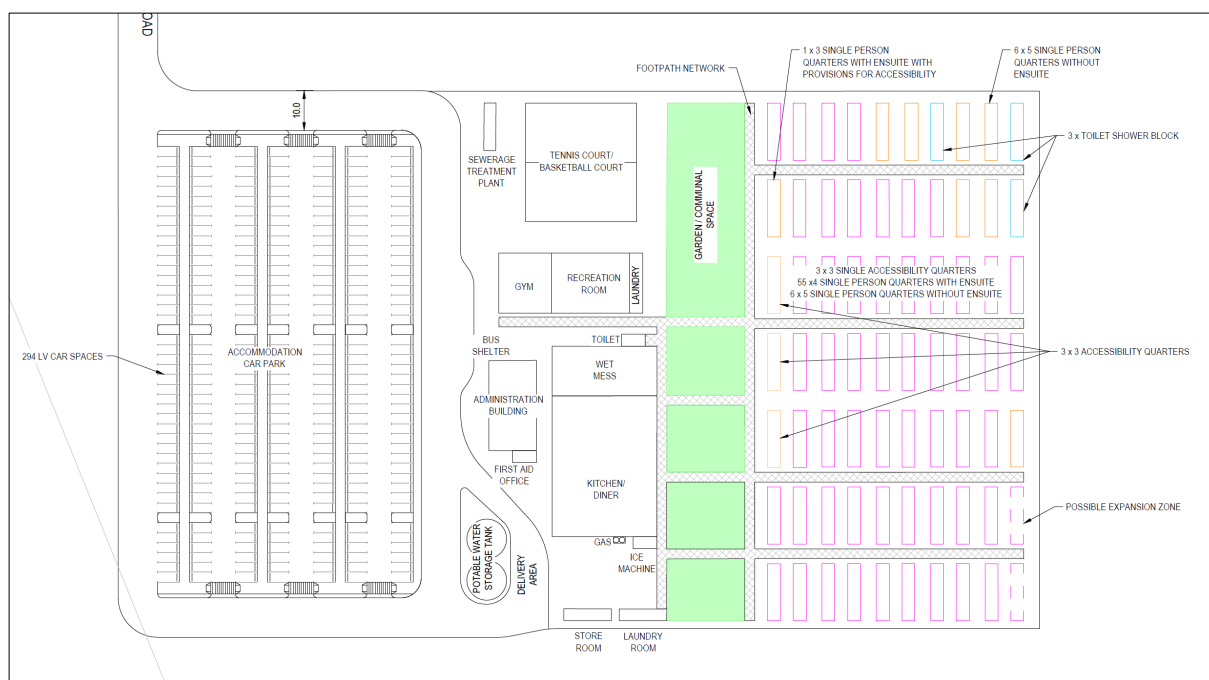 OAD
1 x 3 SINGLE PERSON
QUARTERS WITH ENSUITE WITH
PROVISIONS FOR ACCESSIBILITY
6 x 5 SINGLE PERSON
QUARTERS WITHOUT
ENSUITE
FOOTPATH NETWORK
10.0
3 x TOILET SHOWER BLOCK
SEWERAGE
TREATMENT
PLANT
TENNIS COURT/
BASKETBALL COURT
GARDEN / COMMUNAL
SPACE
GYM
RECREATION
ROOM
LAUNDRY
3 x 3 SINGLE ACCESSIBILITY QUARTERS
55 x4 SINGLE PERSON QUARTERS WITH ENSUITE
6 x 5 SINGLE PERSON QUARTERS WITHOUT ENSUITE
294 LV CAR SPACES
ACCOMMODATION
CAR PARK
BUS
SHELTER
TOILET
WET
MESS
3 x 3 ACCESSIBILITY QUARTERS
ADMINISTRATION
BUILDING
FIRST AID
OFFICE
KITCHEN/
DINER
POSSIBLE EXPANSION ZONE
POTABLE WATER
STORAGE TANK
DELIVERY
AREA
GAS
ICE
MACHINE
STORE
ROOM
LAUNDRY
ROOM